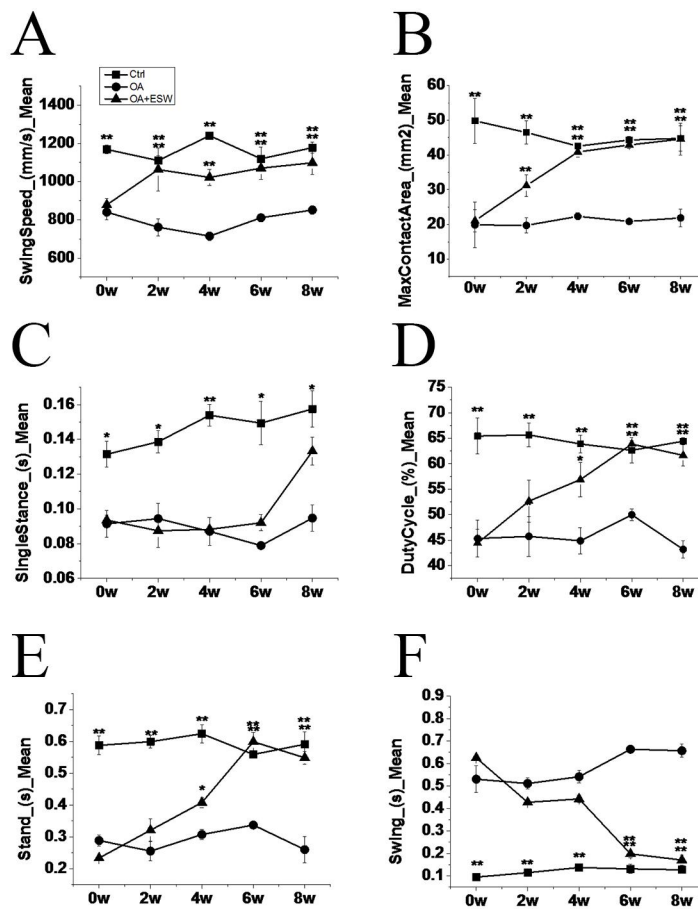 A
SwingSpeed_(mm/s)_Mean
Ctrl
OA
OA+ESW
1400
1200
1000
800
600
** ** ** ** ** ** ** **
0w 2w 4w 6w 8w
B
MaxContactArea_(mm2)_Mean
60
50
40
30
20
10
** ** ** ** ** ** ** ** ** **
0w 2w 4w 6w 8w
C
SIngleStance_(s)_Mean
0.16
0.14
0.12
0.10
0.08
0.06
* * ** * *
0w 2w 4w 6w 8w
D
DutyCycle_(%)_Mean
75
70
65
60
55
50
45
40
** ** ** * ** ** ** **
0w 2w 4w 6w 8w
E
Stand_(s)_Mean
0.7
0.6
0.5
0.4
0.3
0.2
** ** ** * ** ** ** **
0w 2w 4w 6w 8w
F
Swing_(s)_Mean
0.9
0.8
0.7
0.6
0.5
0.4
0.3
0.2
0.1
** ** ** ** ** ** **
0w 2w 4w 6w 8w